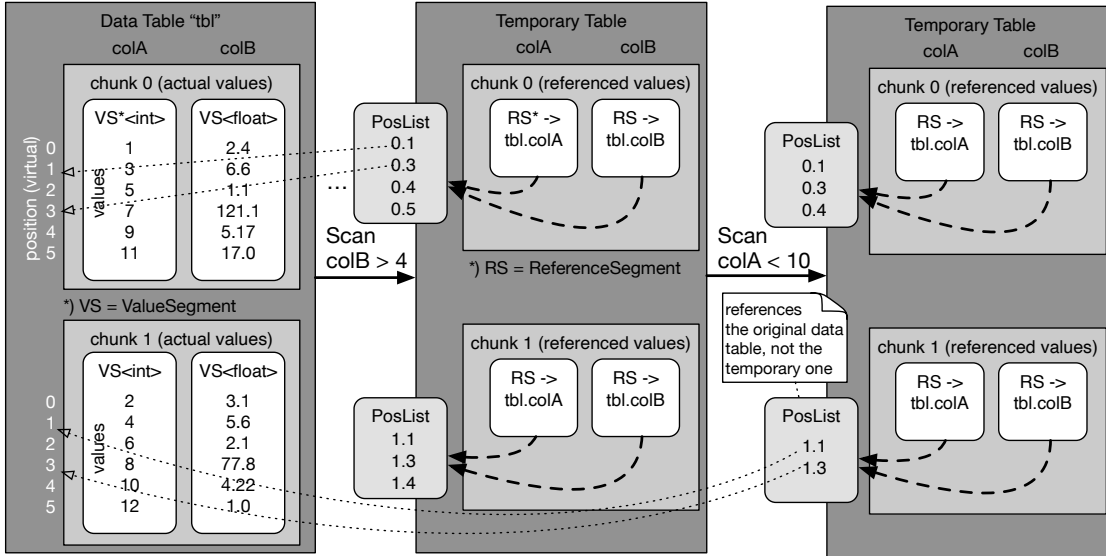 Data Table “tbl”
colA colB
chunk 0 (actual values)
VS*<int> VS<float>
position (virtual)
values
0 1 2.4
1 3 6.6
2 5 1.1
3 7 121.1
4 9 5.17
5 11 17.0
*) VS = ValueSegment
chunk 1 (actual values)
VS<int> VS<float>
values
0 2 3.1
1 4 5.6
2 6 2.1
3 8 77.8
4 10 4.22
5 12 1.0
...
Scan
colB > 4
Temporary Table
colA colB
chunk 0 (referenced values)
PosList
0.1
0.3
0.4
0.5
RS* ->
tbl.colA
RS ->
tbl.colB
*) RS = ReferenceSegment
chunk 1 (referenced values)
PosList
1.1
1.3
1.4
RS ->
tbl.colA
RS ->
tbl.colB
Scan
colA < 10
references
the original data
table, not the
temporary one
Temporary Table
colA colB
chunk 0 (referenced values)
PosList
0.1
0.3
0.4
RS ->
tbl.colA
RS ->
tbl.colB
chunk 1 (referenced values)
PosList
1.1
1.3
RS ->
tbl.colA
RS ->
tbl.colB